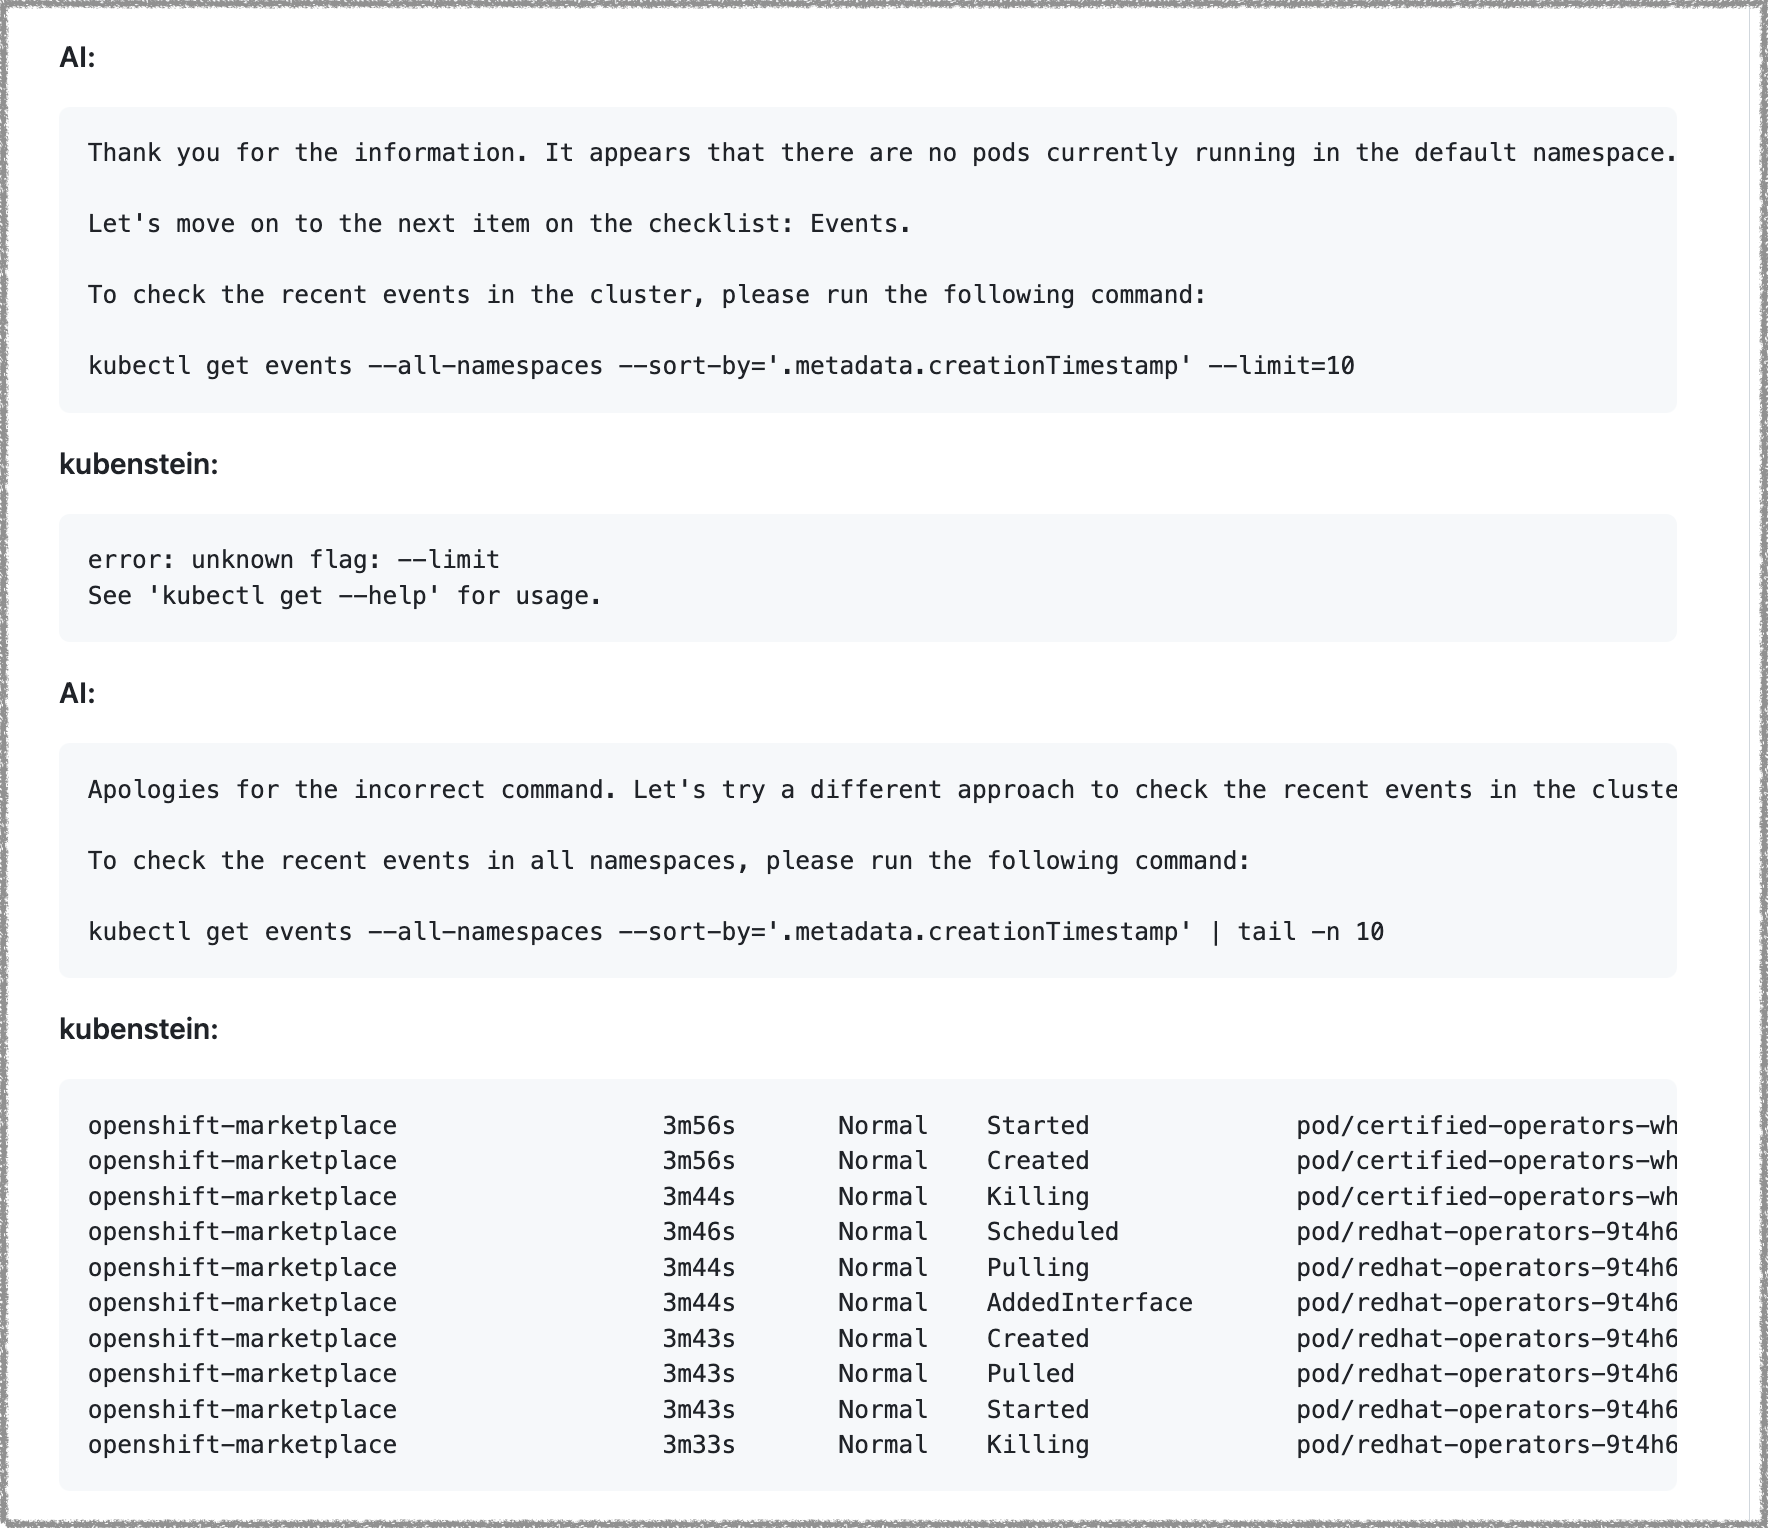 AI:
Thank you for the information. It appears that there are no pods currently running in the default namespace.
Let's move on to the next item on the checklist: Events.
To check the recent events in the cluster, please run the following command:
kubectl get events --all-namespaces --sort-by='.metadata.creationTimestamp' --limit=10
kubenstein:
error: unknown flag: --limit
See 'kubectl get --help' for usage.
AI:
Apologies for the incorrect command. Let's try a different approach to check the recent events in the cluste
To check the recent events in all namespaces, please run the following command:
kubectl get events --all-namespaces --sort-by='.metadata.creationTimestamp' | tail -n 10
kubenstein:
openshift-marketplace 3m56s Normal Started pod/certified-operators-wh
openshift-marketplace 3m56s Normal Created pod/certified-operators-wh
openshift-marketplace 3m44s Normal Killing pod/certified-operators-wh
openshift-marketplace 3m46s Normal Scheduled pod/redhat-operators-9t4h6
openshift-marketplace 3m44s Normal Pulling pod/redhat-operators-9t4h6
openshift-marketplace 3m44s Normal AddedInterface pod/redhat-operators-9t4h6
openshift-marketplace 3m43s Normal Created pod/redhat-operators-9t4h6
openshift-marketplace 3m43s Normal Pulled pod/redhat-operators-9t4h6
openshift-marketplace 3m43s Normal Started pod/redhat-operators-9t4h6
openshift-marketplace 3m33s Normal Killing pod/redhat-operators-9t4h6